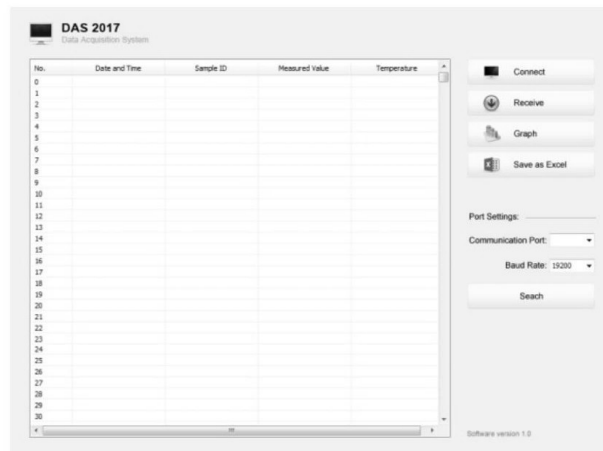 DAS 2017
Data Acquisition System
No. Date and Time Sample ID Measured Value Temperature
0
1
2
3
4
5
6
7
8
9
10
11
12
13
14
15
16
17
18
19
20
21
22
23
24
25
26
27
28
29
30
Connect
Receive
Graph
Save as Excel
Port Settings:
Communication Port:
Baud Rate: 19200
Seach
Software version 1.0